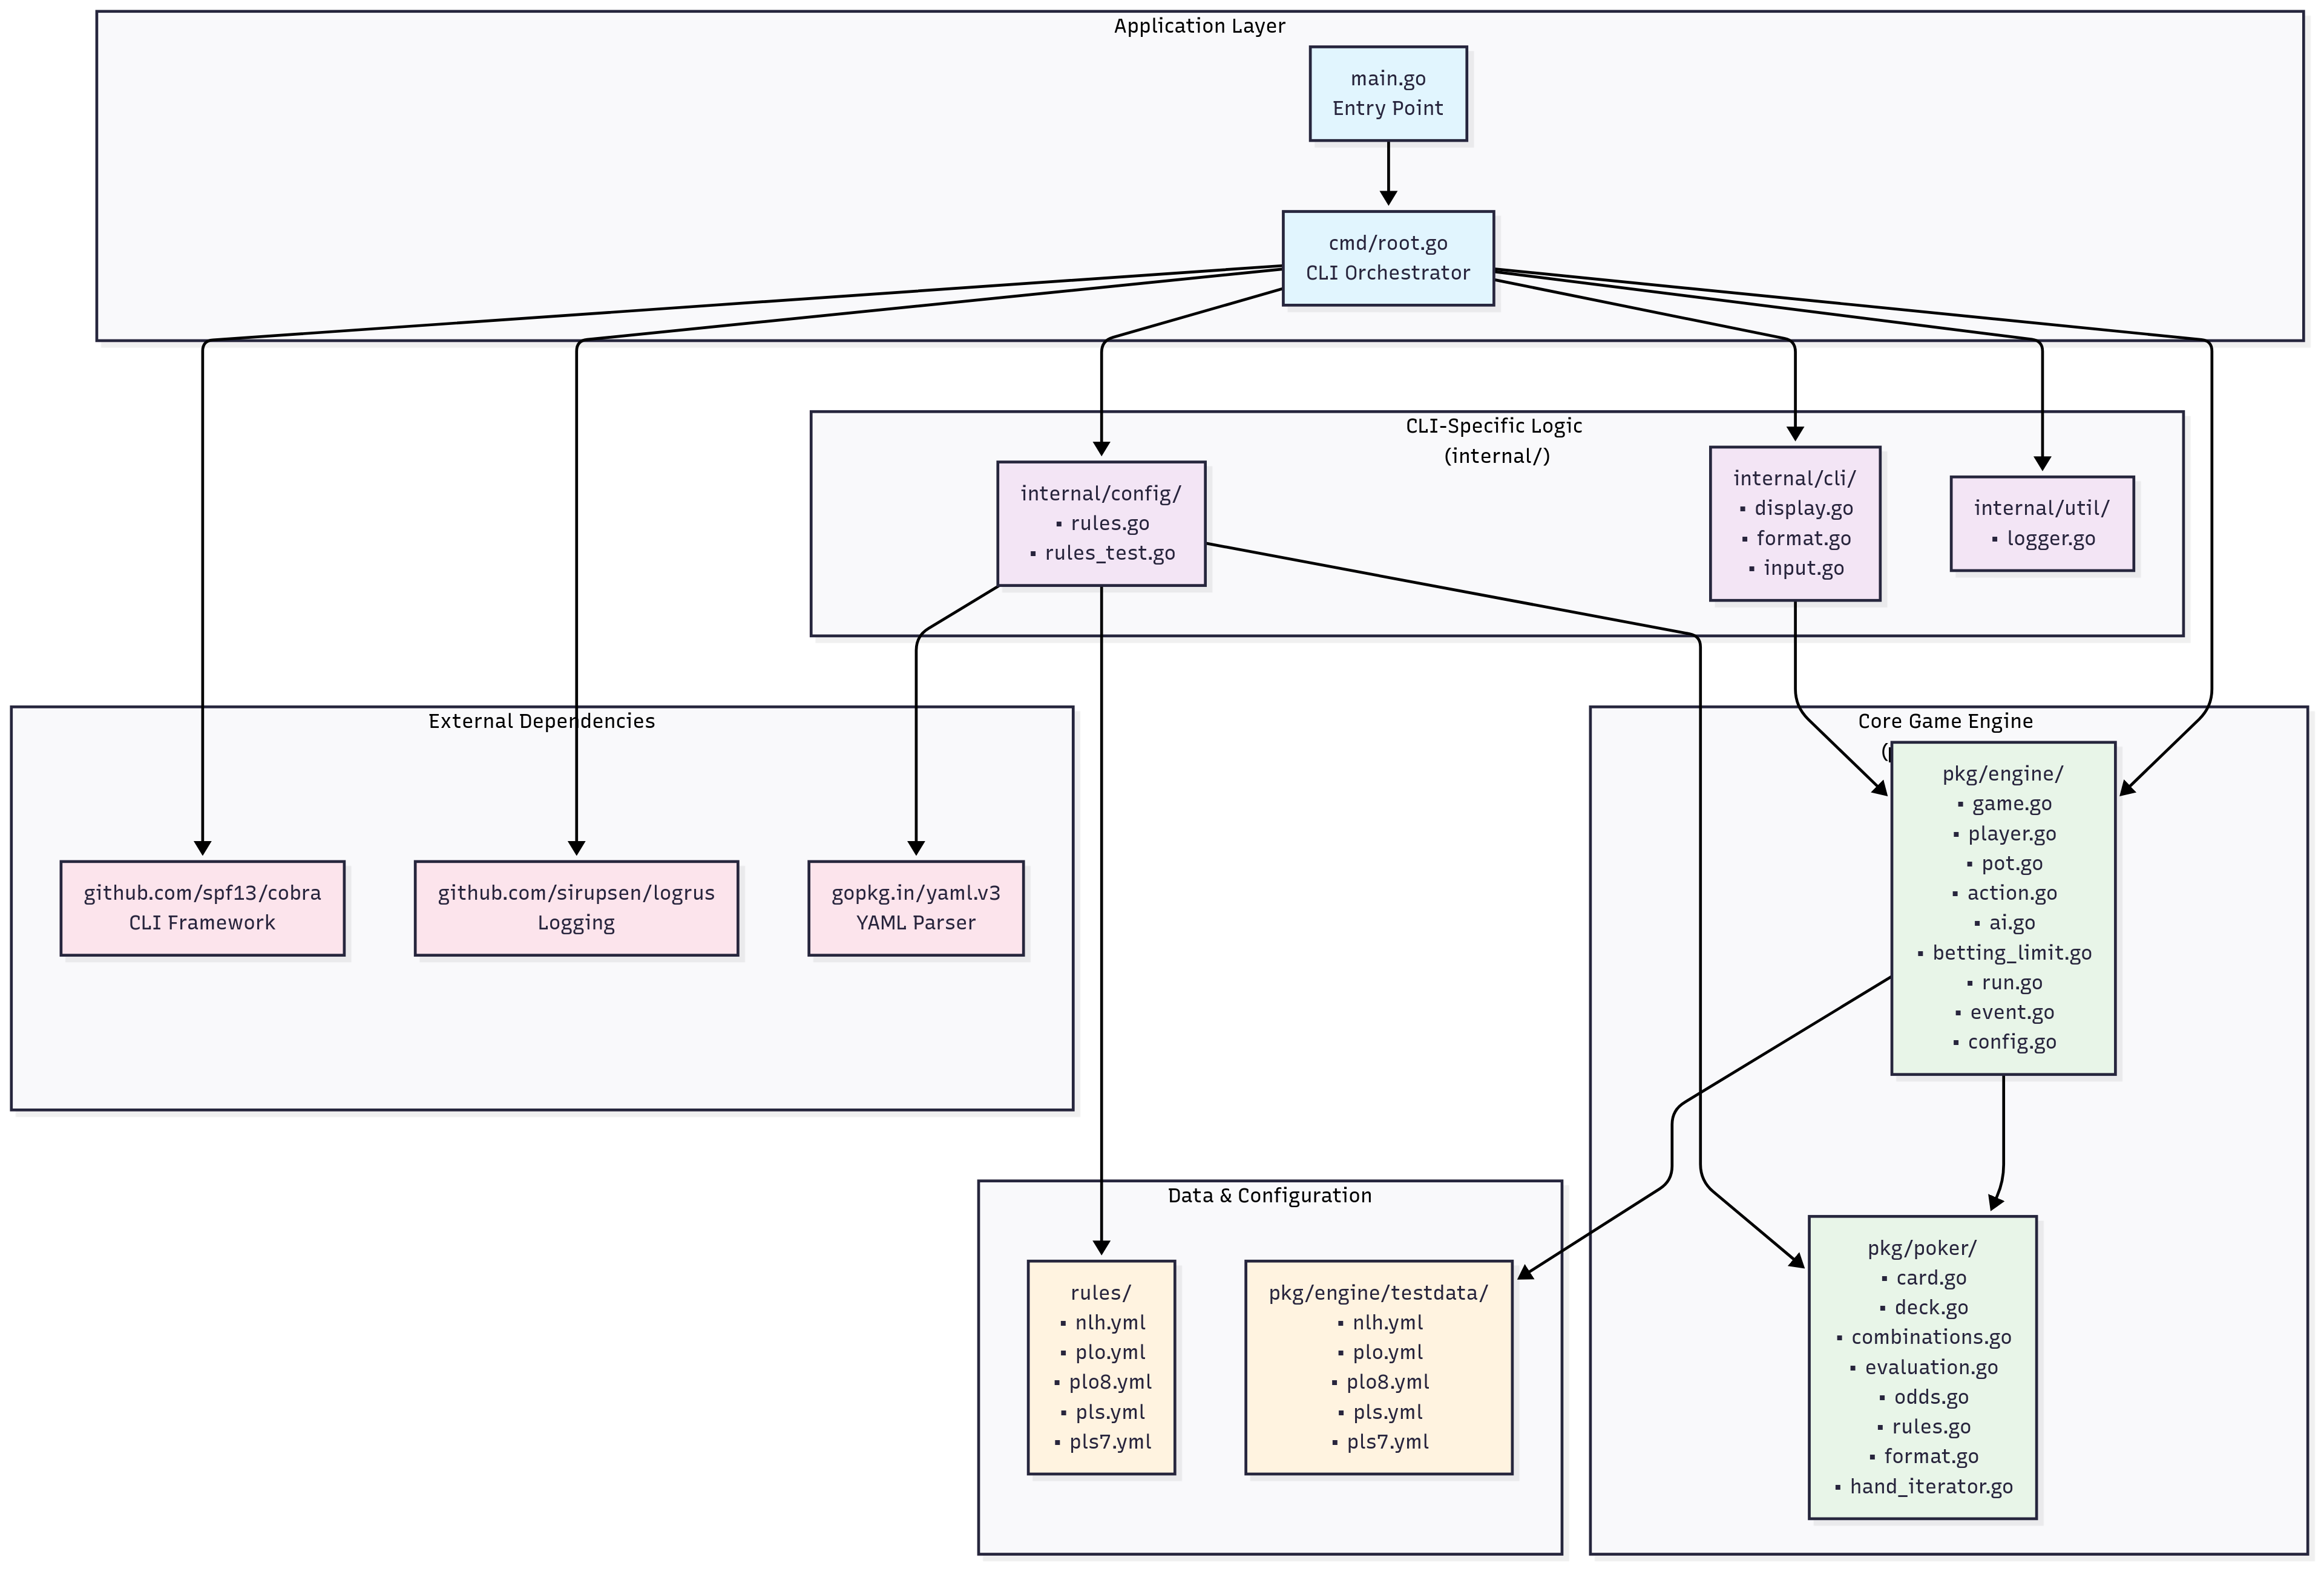 Application Layer
main.go
Entry Point
cmd/root.go
CLI Orchestrator
CLI-Specific Logic
(internal/)
internal/config/
▪ rules.go
▪ rules_test.go
internal/cli/
▪ display.go
▪ format.go
▪ input.go
internal/util/
▪ logger.go
External Dependencies
github.com/spf13/cobra
CLI Framework
github.com/sirupsen/logrus
Logging
gopkg.in/yaml.v3
YAML Parser
Core Game Engine
pkg/engine/
▪ game.go
▪ player.go
▪ pot.go
▪ action.go
▪ ai.go
▪ betting_limit.go
▪ run.go
▪ event.go
▪ config.go
Data & Configuration
rules/
▪ nlh.yml
▪ plo.yml
▪ plo8.yml
▪ pls.yml
▪ pls7.yml
pkg/engine/testdata/
▪ nlh.yml
▪ plo.yml
▪ plo8.yml
▪ pls.yml
▪ pls7.yml
pkg/poker/
▪ card.go
▪ deck.go
▪ combinations.go
▪ evaluation.go
▪ odds.go
▪ rules.go
▪ format.go
▪ hand_iterator.go